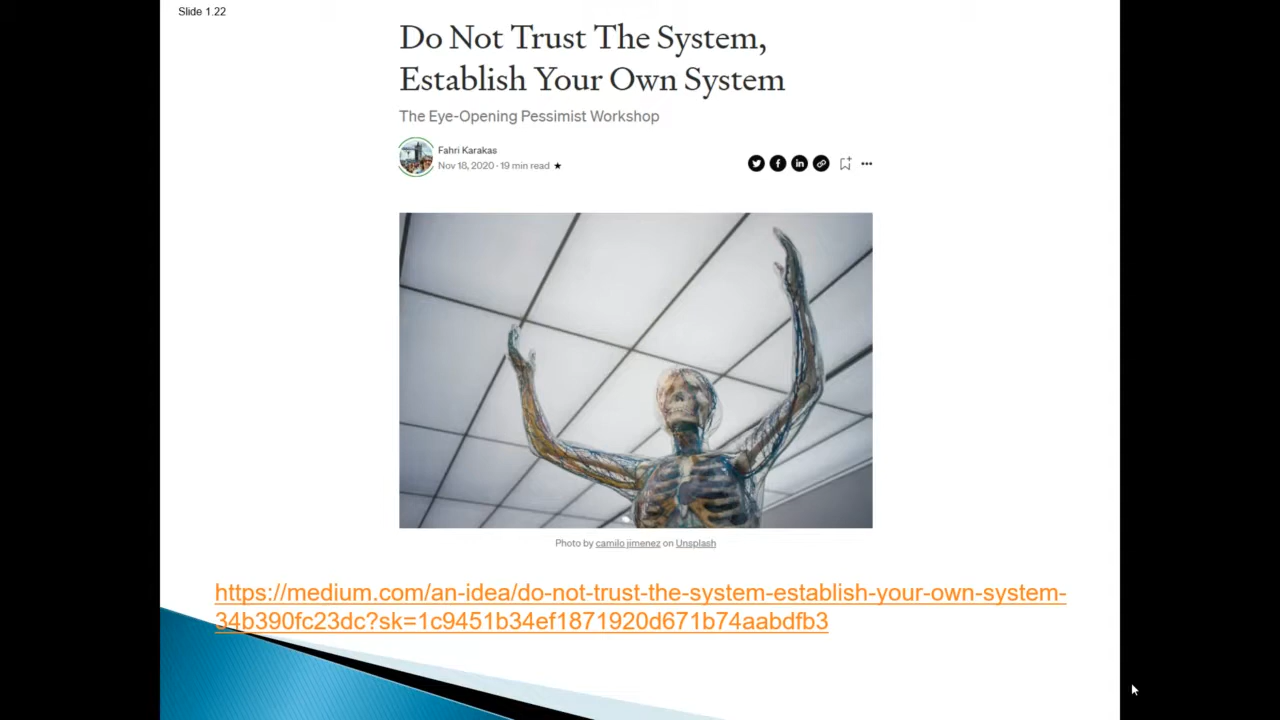 Slide 1.22
Do Not Trust The System,
Establish Your Own System
The Eye-Opening Pessimist Workshop
Fahri Karakas
Nov 18, 2020 · 19 min read ★
Photo by camilo jimenez on Unsplash
https://medium.com/an-idea/do-not-trust-the-system-establish-your-own-system-
34b390fc23dc?sk=1c9451b34ef1871920d671b74aabdfb3